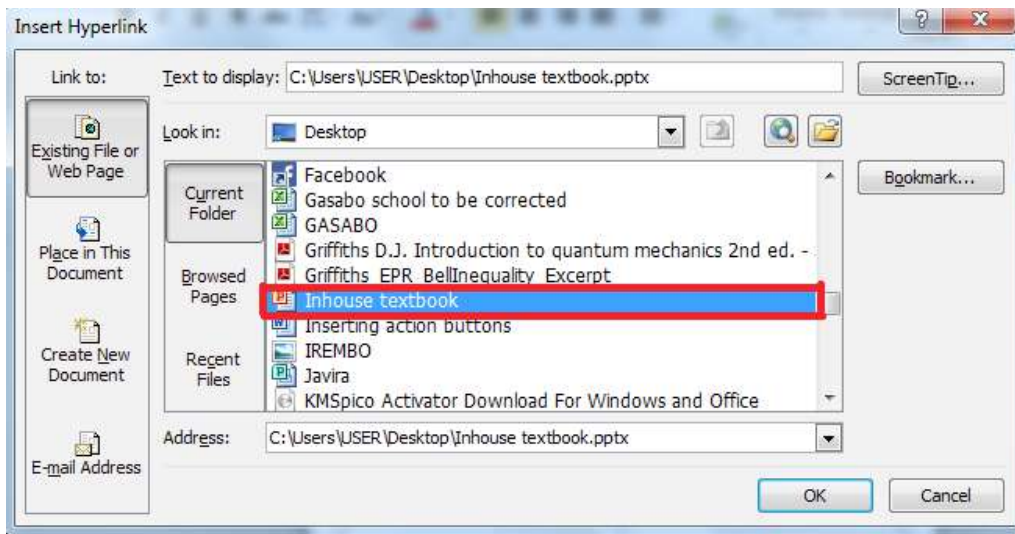 Insert Hyperlink
Link to:
Text to display: C:\Users\USER\Desktop\Inhouse textbook.pptx
ScreenTip...
Existing File or
Web Page
Place in This
Document
Create New
Document
E-mail Address
Look in: Desktop
Current
Folder
Browsed
Pages
Recent
Files
Facebook
Gasabo school to be corrected
GASABO
Griffiths D.J. Introduction to quantum mechanics 2nd ed. -
Griffiths_EPR_BellInequality_Excerpt
Inhouse textbook
Inserting action buttons
IREMBO
Javira
KMSpico Activator Download For Windows and Office
Bookmark...
Address: C:\Users\USER\Desktop\Inhouse textbook.pptx
OK
Cancel